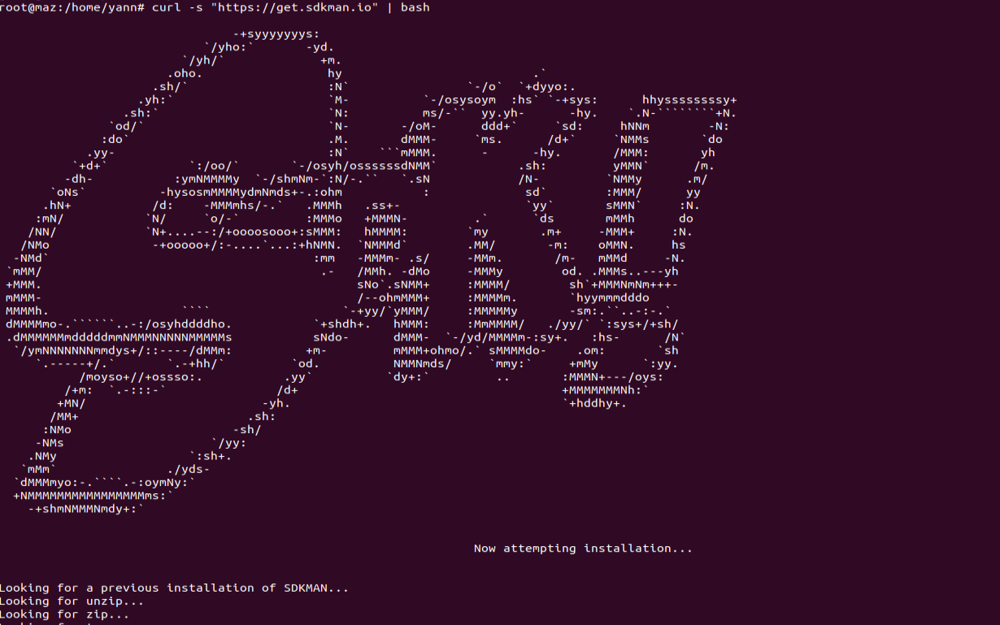 root@maz:/home/yann# curl -s "https://get.sdkman.io" | bash
                                -+syyyyyyys:
                            `/yho:`       -yd.
                         `/yh/`             +m.
                       .oho.                 hy                          .`
                     .sh/`                   :N`                `-/o`  `+dyyo:.
                   .yh:`                     `M-          `-/osysoym  :hs` `-+sys:      hhyssssssssy+
                 .sh:`                       `N:          ms/-``  yy.yh-      -hy.    `.N-````````+N.
               `od/`                         `N-       -/oM-      ddd+`     `sd:     hNNm        -N:
              :do`                           .M.       dMMM-     `ms.      /d+`     `NMMs       `do
            .yy-                             :N`    ```mMMM.      -      -hy.       /MMM:       yh
          `+d+`           `:/oo/`       `-/osyh/ossssssdNMM`           .sh:         yMMN`      /m.
         -dh-           :ymNMMMMy  `-/shmNm-`:N/-.``   `.sN            /N-         `NMMy      .m/
       `oNs`          -hysosmMMMMydmNmds+-.:ohm           :             sd`        :MMM/      yy
      .hN+           /d:    -MMMmhs/-.`   .MMMh   .ss+-                 `yy`       sMMN`     :N.
     :mN/           `N/     `o/-`         :MMMo   +MMMN-         .`      `ds       mMMh      do
    /NN/            `N+....--:/+oooosooo+:sMMM:   hMMMM:        `my       .m+     -MMM+     :N.
   /NMo              -+ooooo+/:-....`...:+hNMN.  `NMMMd`        .MM/       -m:    oMMN.     hs
  -NMd`                                    :mm   -MMMm- .s/     -MMm.       /m-   mMMd     -N.
 `mMM/                                      .-   /MMh. -dMo     -MMMy        od. .MMMs..---yh
 +MMM.                                           sNo`.sNMM+     :MMMM/        sh`+MMMNmNm+++-
 mMMM-                                           /--ohmMMM+     :MMMMm.       `hyymmmdddo
 MMMMh.                  ````                  `-+yy/`yMMM/     :MMMMMy       -sm:.``..-:-.`
 dMMMMmo-.``````..-:/osyhddddho.           `+shdh+.   hMMM:     :MmMMMM/   ./yy/` `:sys+/+sh/
 .dMMMMMMmdddddmmNMMMNNNNNMMMMMs           sNdo-      dMMM-  `-/yd/MMMMm-:sy+.   :hs-      /N`
  `/ymNNNNNNNmmdys+/::----/dMMm:          +m-         mMMM+ohmo/.` sMMMMdo-    .om:       `sh
     `.-----+/.`       `.-+hh/`         `od.          NMMNmds/     `mmy:`     +mMy      `:yy.
           /moyso+//+ossso:.           .yy`          `dy+:`         ..       :MMMN+---/oys:
         /+m:  `.-:::-`               /d+                                    +MMMMMMMNh:`
        +MN/                        -yh.                                     `+hddhy+.
       /MM+                       .sh:
      :NMo                      -sh/
     -NMs                    `/yy:
    .NMy                  `:sh+.
   `mMm`               ./yds-
  `dMMMmyo:-.````.-:oymNy:`
  +NMMMMMMMMMMMMMMMMms:`
    -+shmNMMMNmdy+:`
Now attempting installation...
Looking for a previous installation of SDKMAN...
Looking for unzip...
Looking for zip...